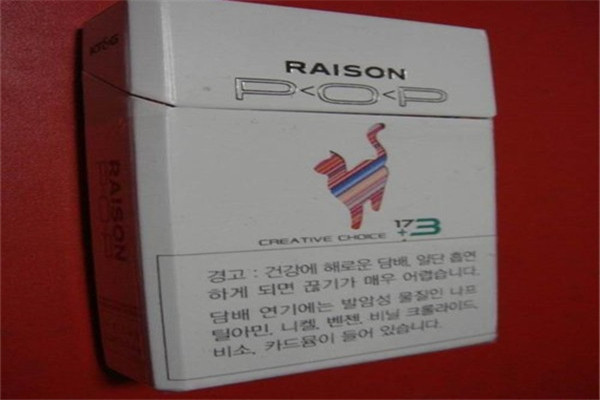 KT&G
RAISON
P<O<P
CREATIVE CHOICE 17+3
경고 : 건강에 해로운 담배, 일단 흡연
하게 되면 끊기가 매우 어렵습니다.
담배 연기에는 발암성 물질인 나프
틸아민, 니켈, 벤젠, 비닐 크롤라이드,
비소, 카드뮴이 들어 있습니다.
RAISON
P<O<P